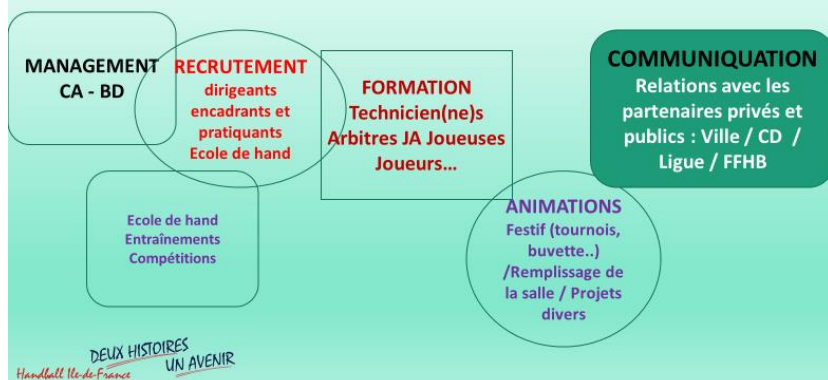 MANAGEMENT
CA - BD
RECRUTEMENT
dirigeants
encadrants et
pratiquants
Ecole de hand
FORMATION
Technicien(ne)s
Arbitres JA Joueuses
Joueurs...
COMMUNIQUATION
Relations avec les
partenaires privés et
publics : Ville / CD /
Ligue / FFHB
Ecole de hand
Entraînements
Compétitions
ANIMATIONS
Festif (tournois,
buvette..)
/Remplissage de
la salle / Projets
divers
DEUX HISTOIRES
UN AVENIR
Handball Ile-de-France